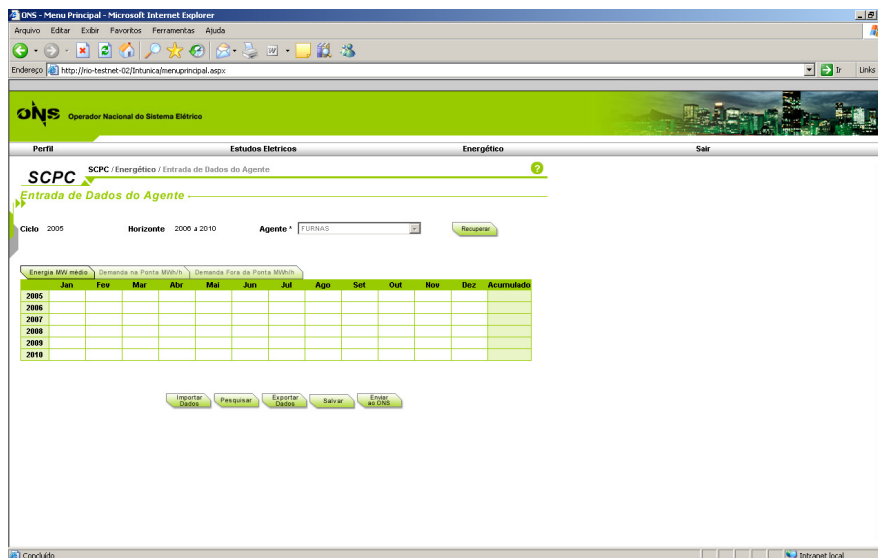 ONS - Menu Principal - Microsoft Internet Explorer
Arquivo Editar Exibir Favoritos Ferramentas Ajuda
Endereço http://rio-testnet-02/Intunica/menuprincipal.aspx Ir Links
ONS Operador Nacional do Sistema Elétrico
Perfil Estudos Eletricos Energético Sair
SCPC SCPC / Energético / Entrada de Dados do Agente ?
Entrada de Dados do Agente
Ciclo 2005 Horizonte 2006 a 2010 Agente * FURNAS Recuperar
Energia MW médio Demanda na Ponta MWh/h Demanda Fora da Ponta MWh/h
Jan Fev Mar Abr Mai Jun Jul Ago Set Out Nov Dez Acumulado
2005
2006
2007
2008
2009
2010
Importar Dados Pesquisar Exportar Dados Salvar Enviar ao ONS
Concluído Intranet local